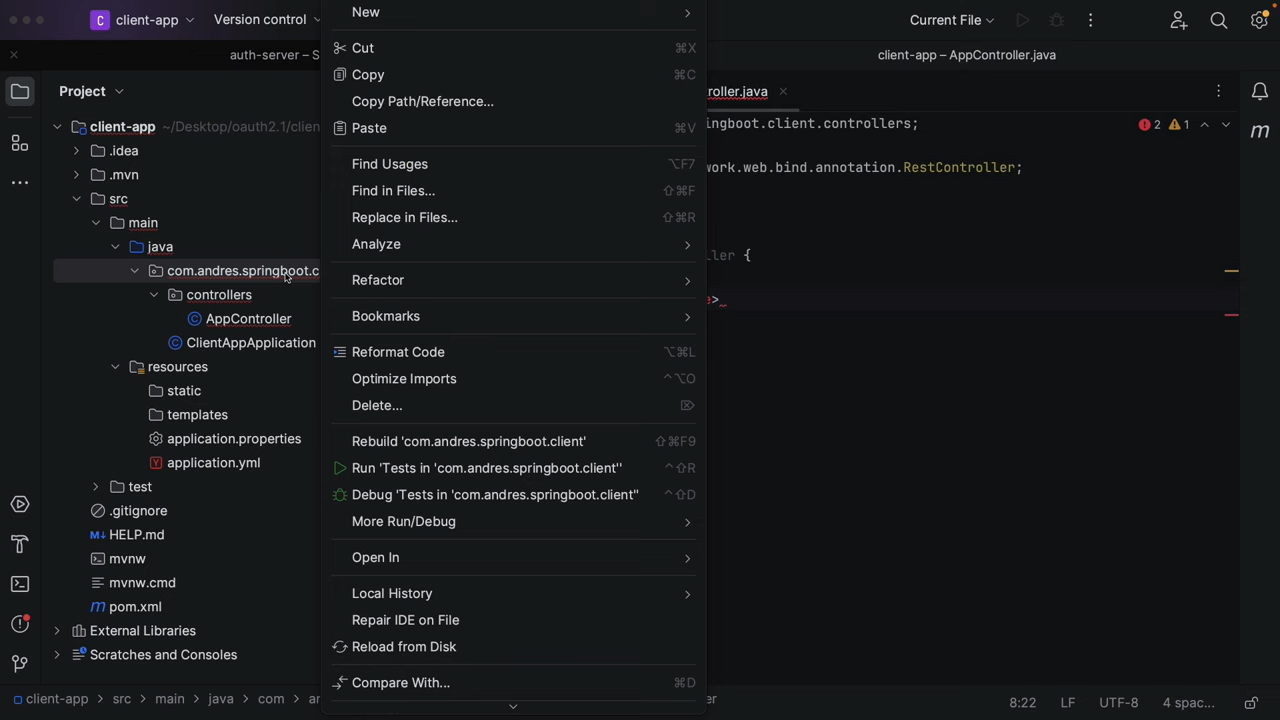 C client-app Version control Current File
auth-server – S client-app – AppController.java
Project
client-app ~/Desktop/oauth2.1/clien
.idea
.mvn
src
main
java
com.andres.springboot.c
controllers
AppController
ClientAppApplication
resources
static
templates
application.properties
application.yml
test
.gitignore
HELP.md
mvnw
mvnw.cmd
pom.xml
External Libraries
Scratches and Consoles
New
Cut ⌘X
Copy ⌘C
Copy Path/Reference...
Paste ⌘V
Find Usages ⌥F7
Find in Files... ⇧⌘F
Replace in Files... ⇧⌘R
Analyze
Refactor
Bookmarks
Reformat Code ⌥⌘L
Optimize Imports ⌃⌥O
Delete... ⌦
Rebuild 'com.andres.springboot.client' ⇧⌘F9
Run 'Tests in 'com.andres.springboot.client'' ⌃⇧R
Debug 'Tests in 'com.andres.springboot.client'' ⌃⇧D
More Run/Debug
Open In
Local History
Repair IDE on File
Reload from Disk
Compare With... ⌘D
roller.java
ngboot.client.controllers;
2 1
work.web.bind.annotation.RestController;
ller {
e>
client-app src main java com ar ler 8:22 LF UTF-8 4 spac...